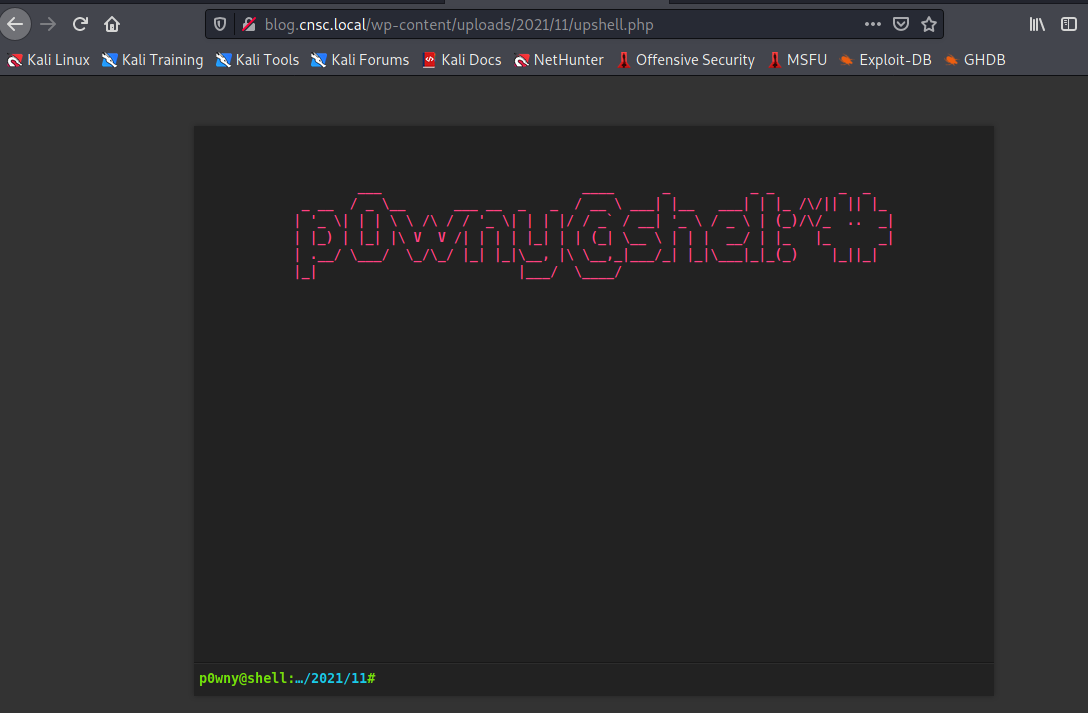 blog.cnsc.local/wp-content/uploads/2021/11/upshell.php
Kali Linux Kali Training Kali Tools Kali Forums Kali Docs NetHunter Offensive Security MSFU Exploit-DB GHDB
p0wny@shell:~#
p0wny@shell:…/2021/11#